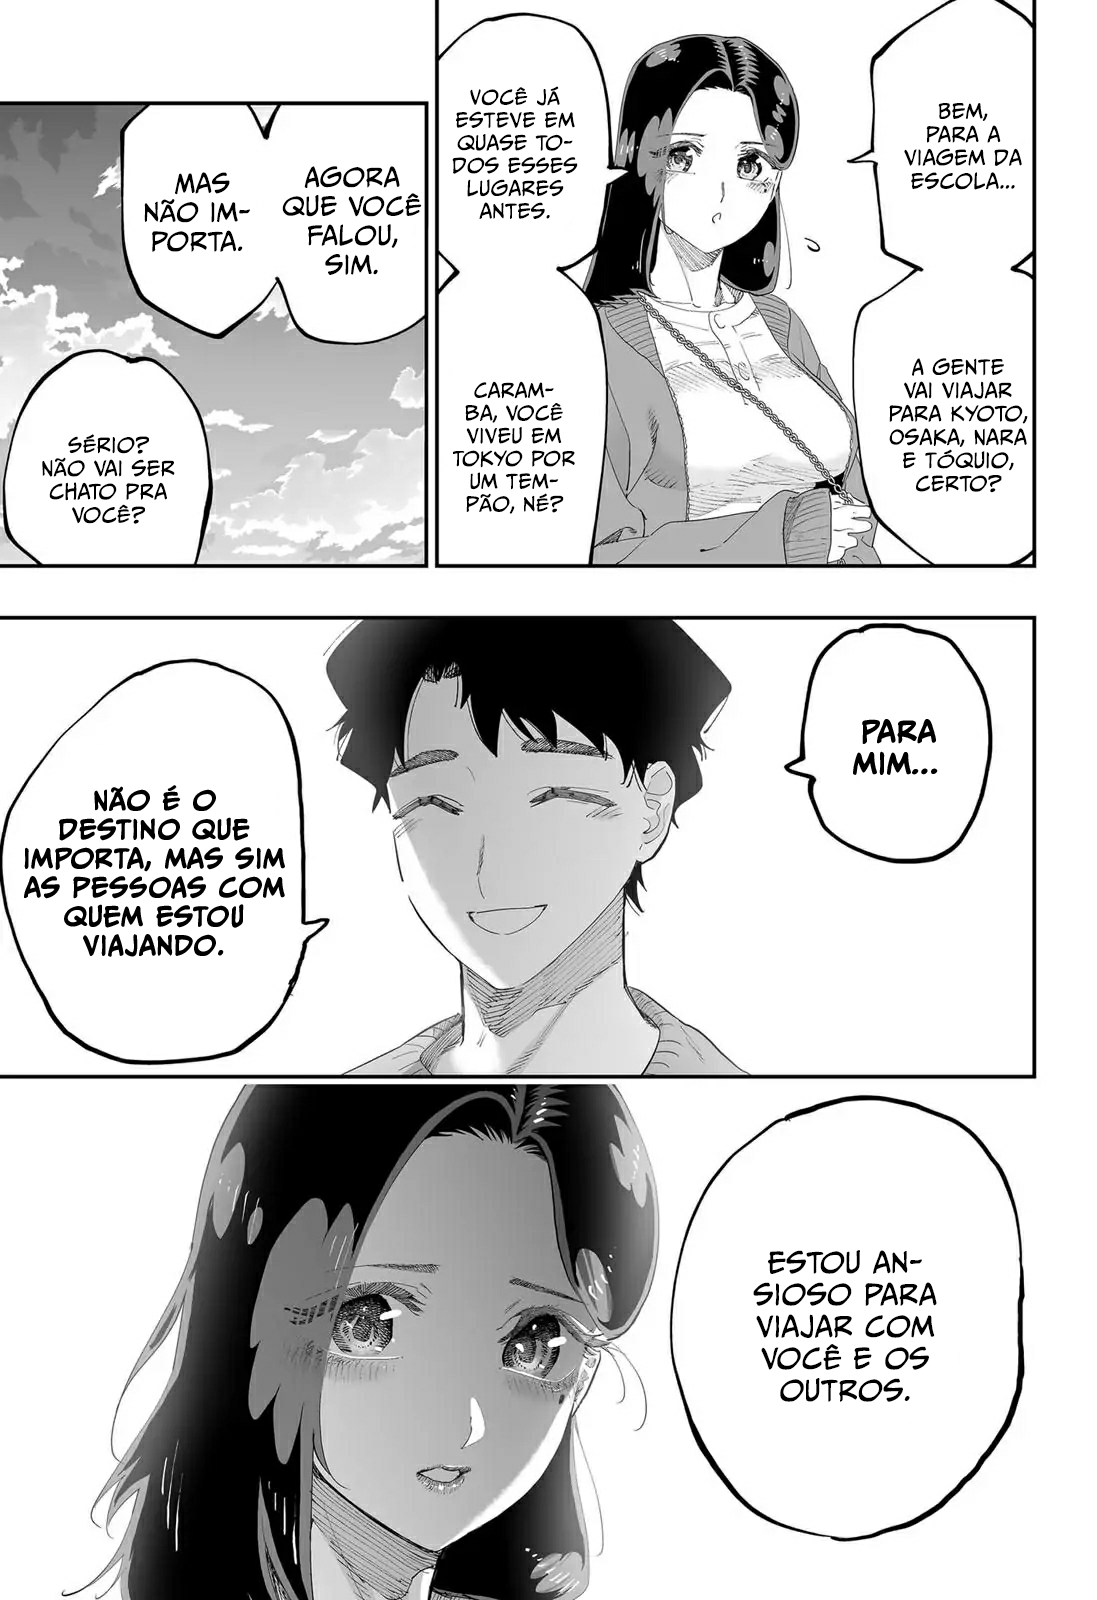 BEM,
PARA A
VIAGEM DA
ESCOLA...
A GENTE
VAI VIAJAR
PARA KYOTO,
OSAKA, NARA
E TÓQUIO,
CERTO?
VOCÊ JÁ
ESTEVE EM
QUASE TO-
DOS ESSES
LUGARES
ANTES.
CARAM-
BA, VOCÊ
VIVEU EM
TOKYO POR
UM TEM-
PÃO, NÉ?
AGORA
QUE VOCÊ
FALOU,
SIM.
MAS
NÃO IM-
PORTA.
SÉRIO?
NÃO VAI SER
CHATO PRA
VOCÊ?
PARA
MIM...
NÃO É O
DESTINO QUE
IMPORTA, MAS SIM
AS PESSOAS COM
QUEM ESTOU
VIAJANDO.
ESTOU AN-
SIOSO PARA
VIAJAR COM
VOCÊ E OS
OUTROS.